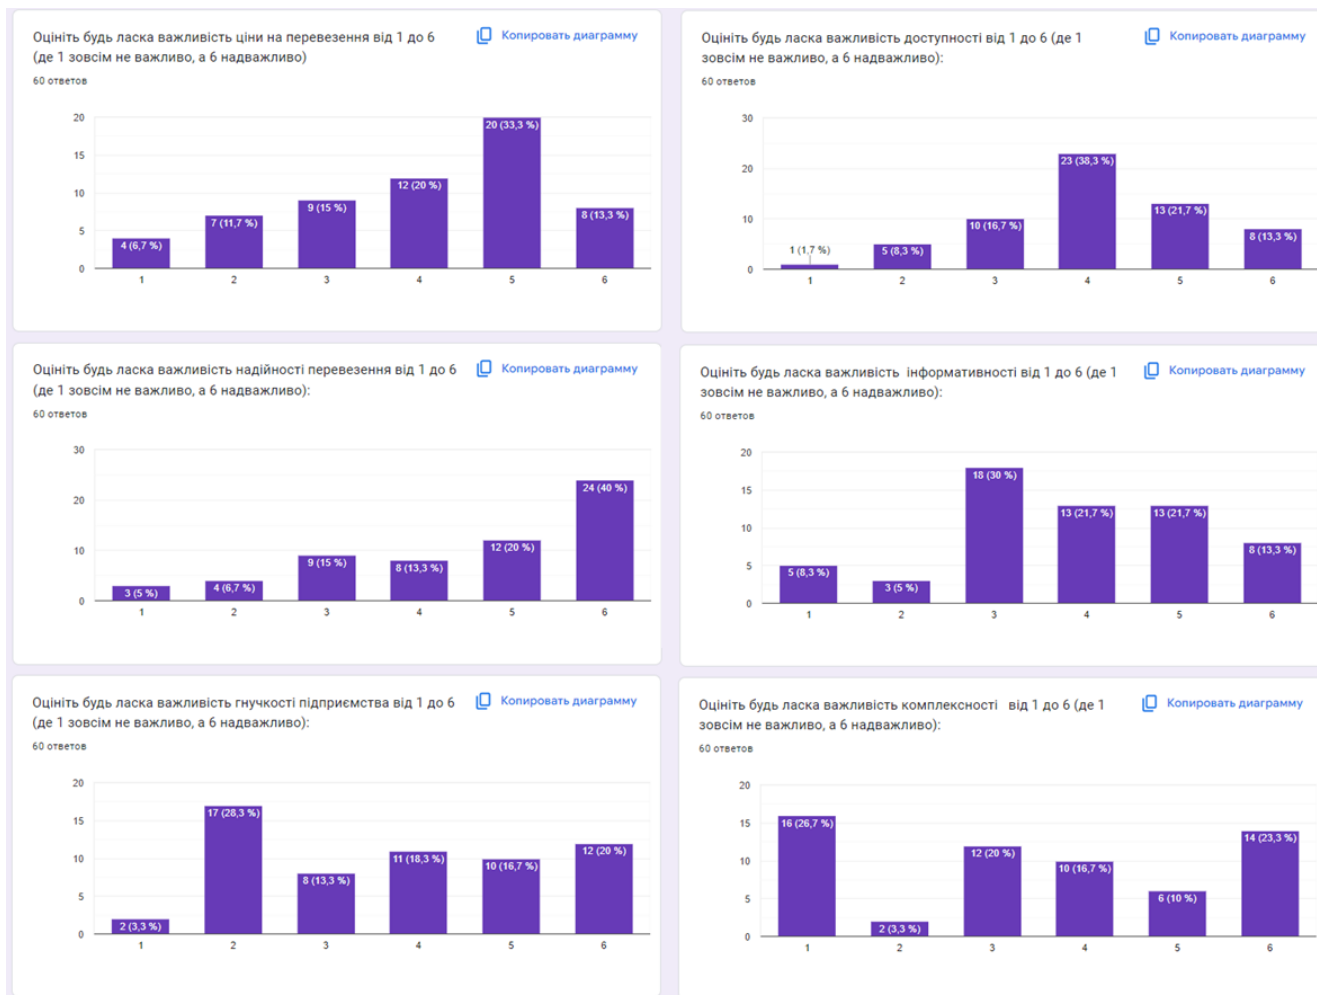 Оцініть будь ласка важливість ціни на перевезення від 1 до 6
(де 1 зовсім не важливо, а 6 надважливо)
Копировать диаграмму
60 ответов
20
15
10
5
0
4 (6,7 %)
7 (11,7 %)
9 (15 %)
12 (20 %)
20 (33,3 %)
8 (13,3 %)
1 2 3 4 5 6
Оцініть будь ласка важливість доступності від 1 до 6 (де 1
зовсім не важливо, а 6 надважливо):
Копировать диаграмму
60 ответов
30
20
10
0
1 (1,7 %)
5 (8,3 %)
10 (16,7 %)
23 (38,3 %)
13 (21,7 %)
8 (13,3 %)
1 2 3 4 5 6
Оцініть будь ласка важливість надійності перевезення від 1 до 6
(де 1 зовсім не важливо, а 6 надважливо):
Копировать диаграмму
60 ответов
30
20
10
0
3 (5 %)
4 (6,7 %)
9 (15 %)
8 (13,3 %)
12 (20 %)
24 (40 %)
1 2 3 4 5 6
Оцініть будь ласка важливість інформативності від 1 до 6 (де 1
зовсім не важливо, а 6 надважливо):
Копировать диаграмму
60 ответов
20
15
10
5
0
5 (8,3 %)
3 (5 %)
18 (30 %)
13 (21,7 %)
13 (21,7 %)
8 (13,3 %)
1 2 3 4 5 6
Оцініть будь ласка важливість гнучкості підприємства від 1 до 6
(де 1 зовсім не важливо, а 6 надважливо):
Копировать диаграмму
60 ответов
20
15
10
5
0
2 (3,3 %)
17 (28,3 %)
8 (13,3 %)
11 (18,3 %)
10 (16,7 %)
12 (20 %)
1 2 3 4 5 6
Оцініть будь ласка важливість комплексності від 1 до 6 (де 1
зовсім не важливо, а 6 надважливо):
Копировать диаграмму
60 ответов
20
15
10
5
0
16 (26,7 %)
2 (3,3 %)
12 (20 %)
10 (16,7 %)
6 (10 %)
14 (23,3 %)
1 2 3 4 5 6